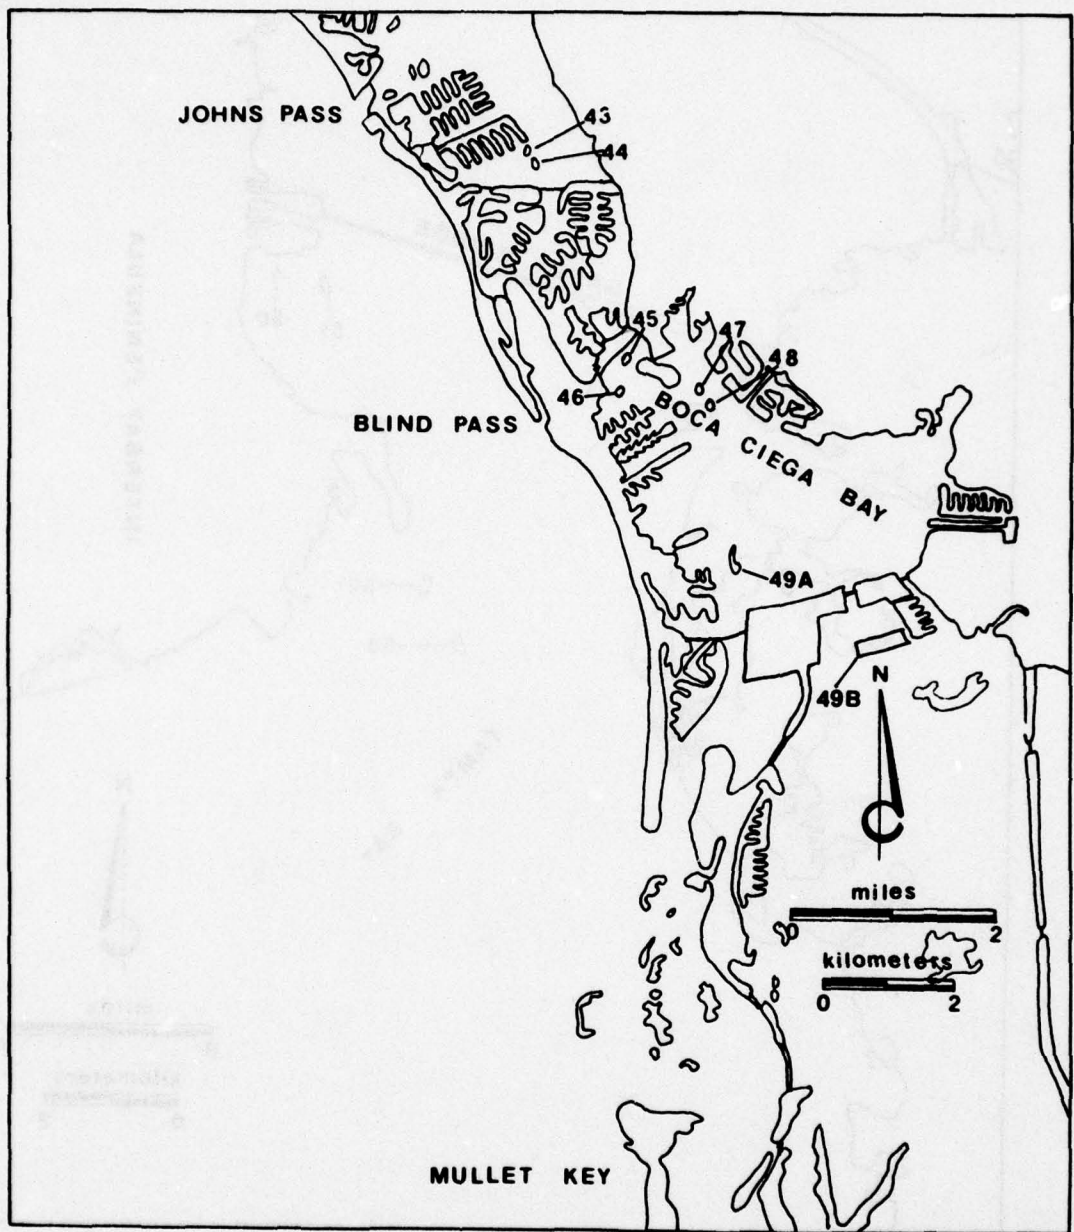 JOHNS PASS
43
44
45
47
48
46
BLIND PASS
BOCA CIEGA BAY
49A
49B
N
miles
0 2
kilometers
0 2
MULLET KEY